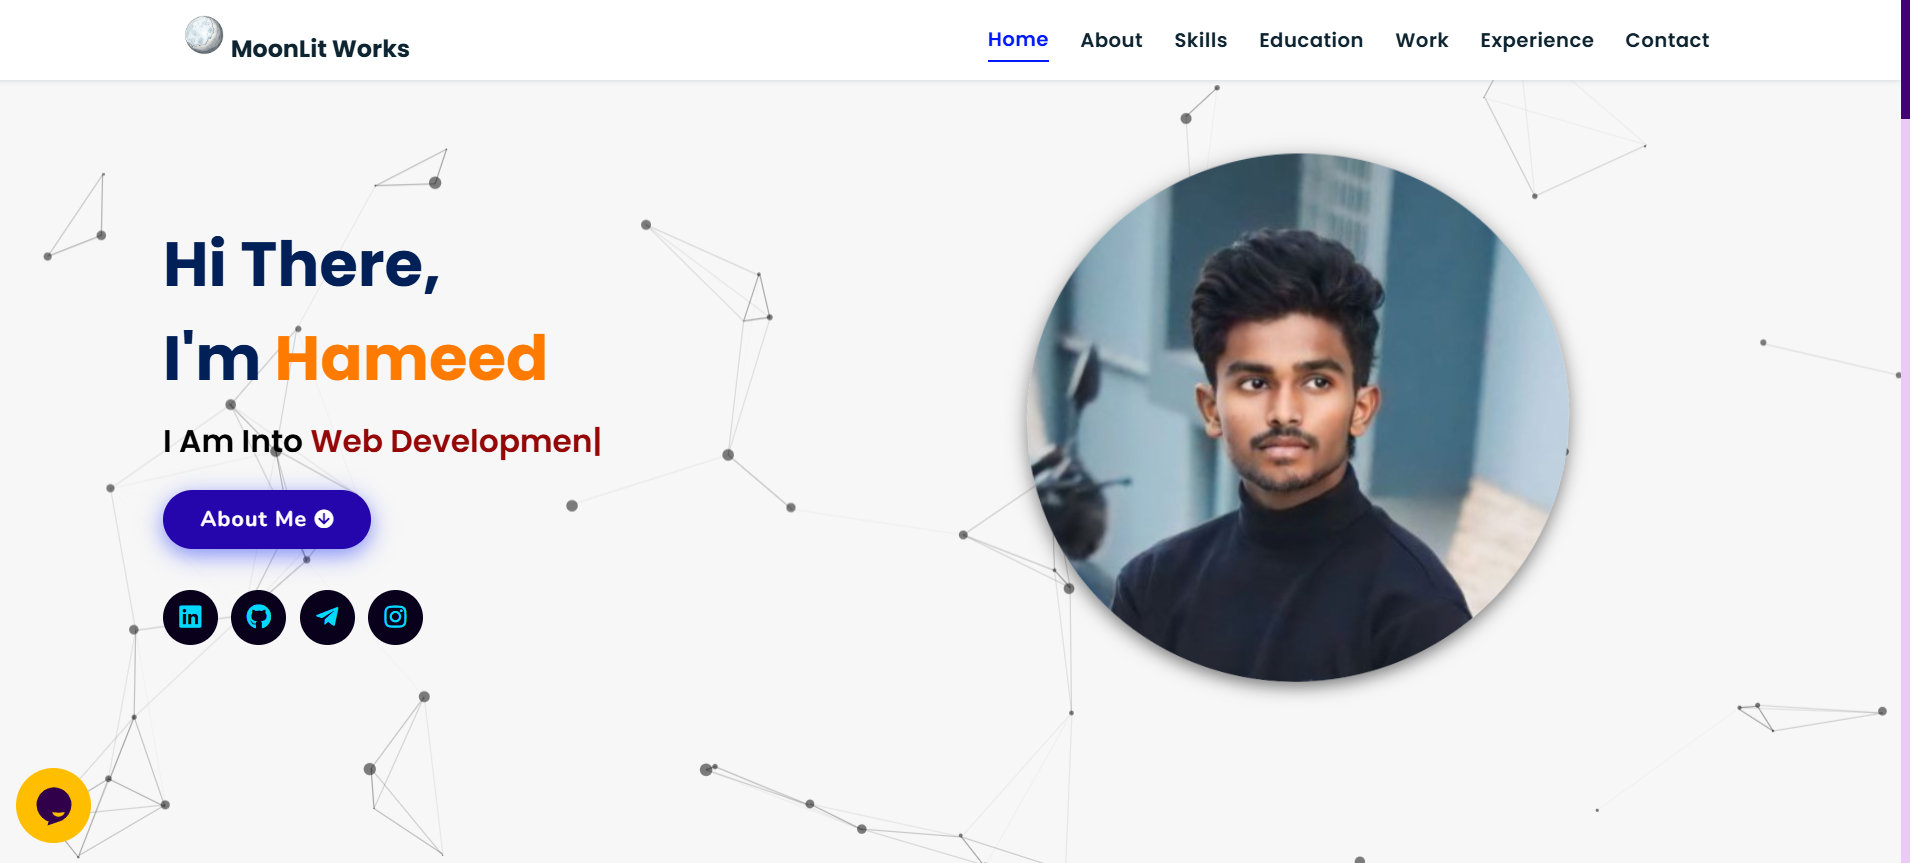 MoonLit Works
Home About Skills Education Work Experience Contact
Hi There,
I'm Hameed
I Am Into Web Developmen|
About Me